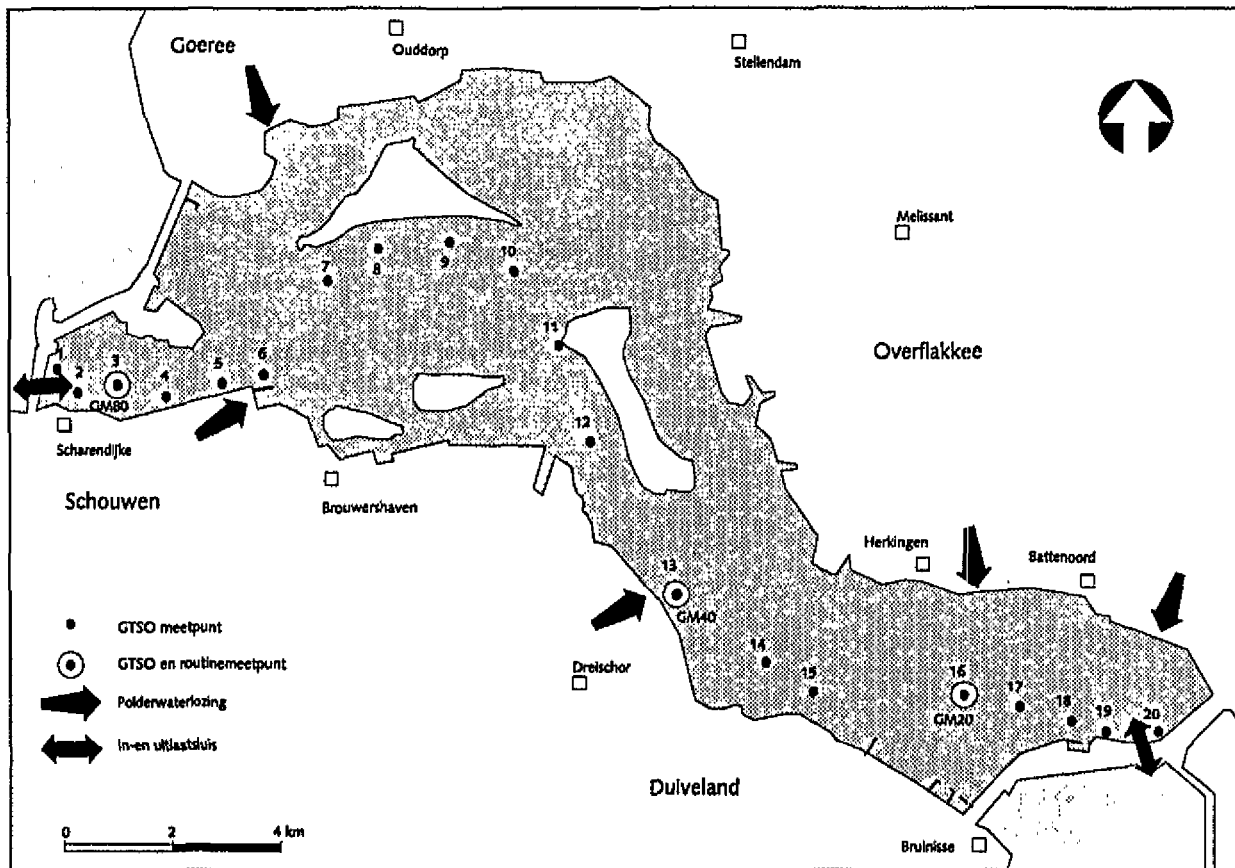 Goeree
Ouddorp
Stellendam
Melissant
7
8
9
10
11
Overflakkee
1
2
3
4
5
6
GM80
12
Scharendijke
Schouwen
Brouwershaven
Herkingen
Battenoord
13
GM40
GTSO meetpunt
GTSO en routinemeetpunt
Polderwaterlozing
In-en uitlaatsluis
Dreischor
14
15
16
GM20
17
18
19
20
Duiveland
Bruinisse
0
2
4 km